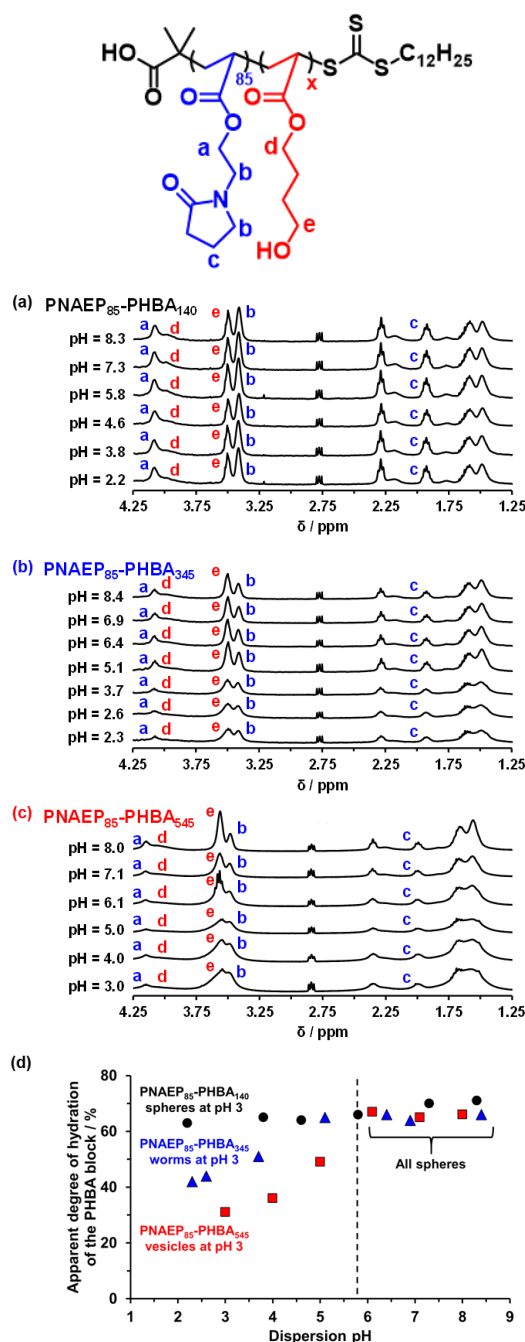 HO
O
85
x
S
S
S
C12H25
O
O
O
O
a
d
b
O
N
b
c
HO
e
(a) PNAEP85-PHBA140
a d e b c
pH = 8.3
a d e b c
pH = 7.3
a d e b c
pH = 5.8
a d e b c
pH = 4.6
a d e b c
pH = 3.8
a d e b c
pH = 2.2
4.25 3.75 3.25 2.75 2.25 1.75 1.25
δ / ppm
(b) PNAEP85-PHBA345
a d e b c
pH = 8.4
a d e b c
pH = 6.9
a d e b c
pH = 6.4
a d e b c
pH = 5.1
a d e b c
pH = 3.7
a d e b c
pH = 2.6
a d e b c
pH = 2.3
4.25 3.75 3.25 2.75 2.25 1.75 1.25
δ / ppm
(c) PNAEP85-PHBA545
a d e b c
pH = 8.0
a d e b c
pH = 7.1
a d e b c
pH = 6.1
a d e b c
pH = 5.0
a d e b c
pH = 4.0
a d e b c
pH = 3.0
4.25 3.75 3.25 2.75 2.25 1.75 1.25
δ / ppm
(d)
Apparent degree of hydration
of the PHBA block / %
80
60
40
20
0
PNAEP85-PHBA140
spheres at pH 3
PNAEP85-PHBA345
worms at pH 3
PNAEP85-PHBA545
vesicles at pH 3
All spheres
1 2 3 4 5 6 7 8 9
Dispersion pH